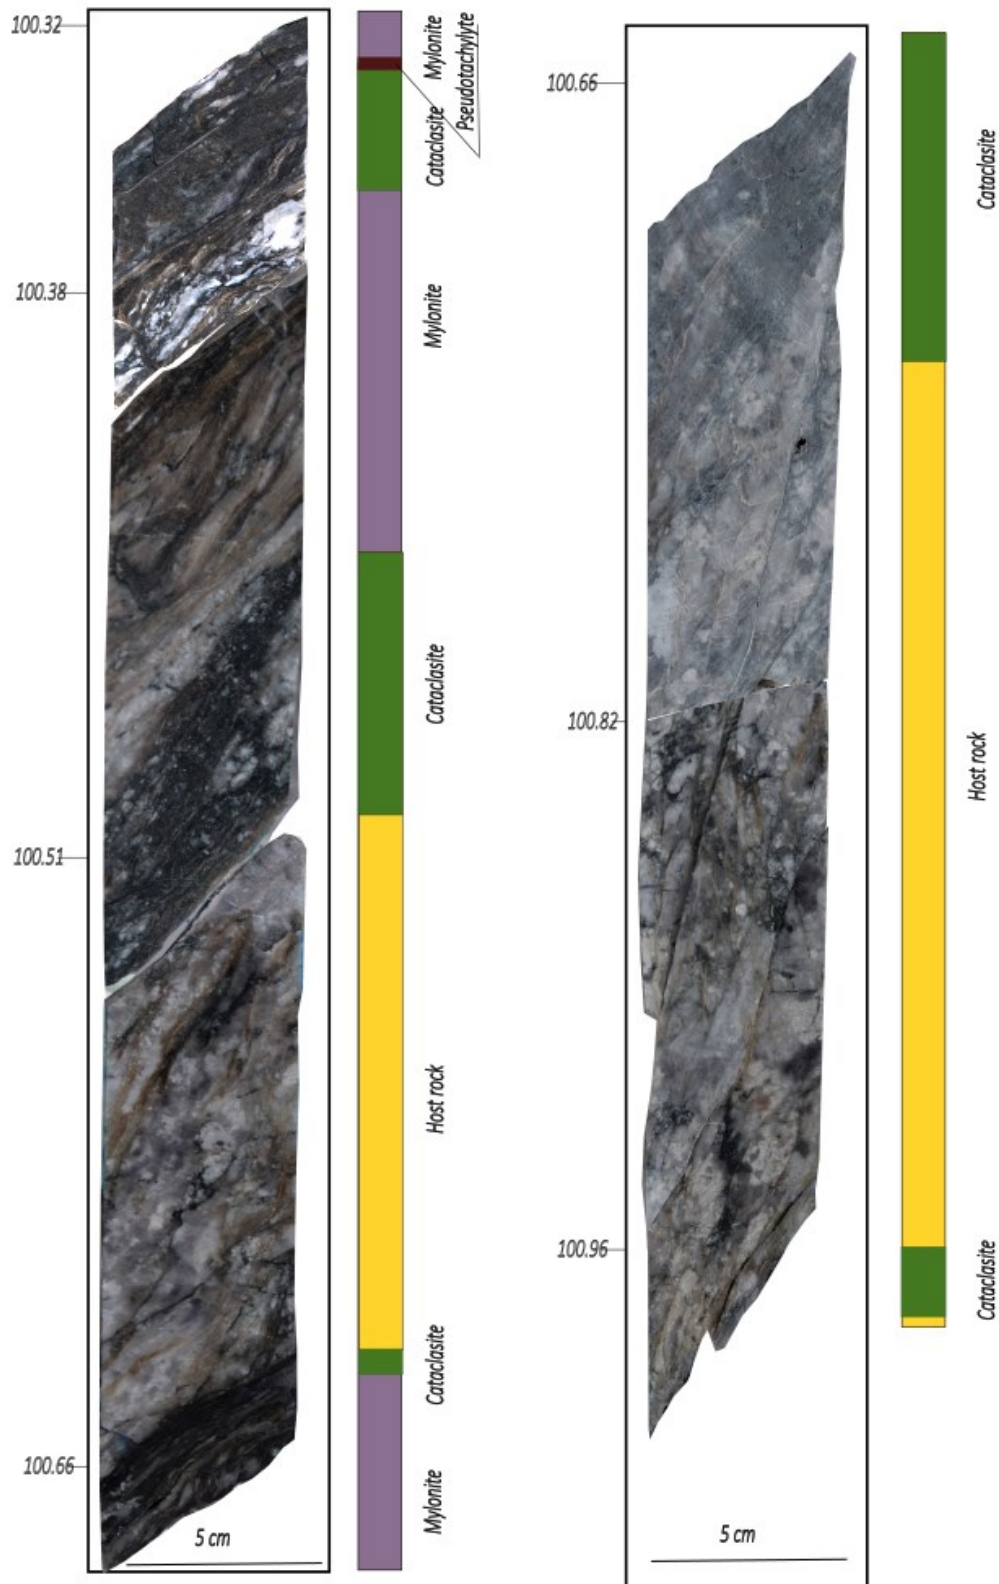 100.32
100.38
100.51
100.66
Mylonite
Pseudotachylyte
Cataclasite
Mylonite
Cataclasite
Host rock
Cataclasite
Mylonite
5 cm
100.66
100.82
100.96
Cataclasite
Host rock
Cataclasite
5 cm